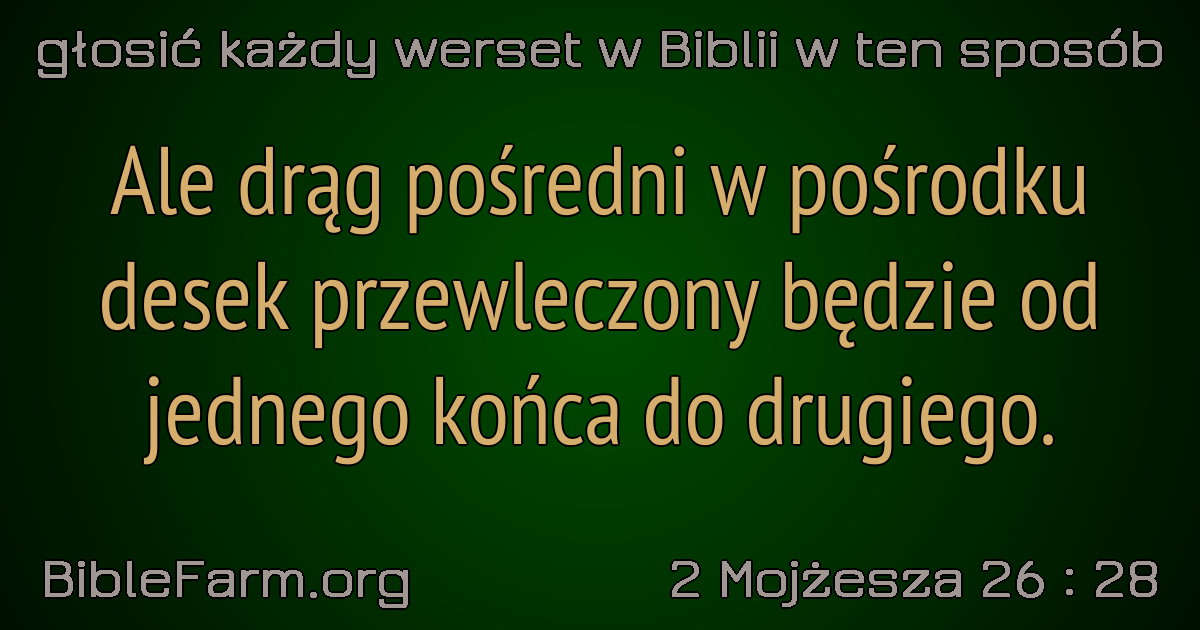 głosić każdy werset w Biblii w ten sposób
Ale drąg pośredni w pośrodku
desek przewleczony będzie od
jednego końca do drugiego.
BibleFarm.org
2 Mojżesza 26 : 28